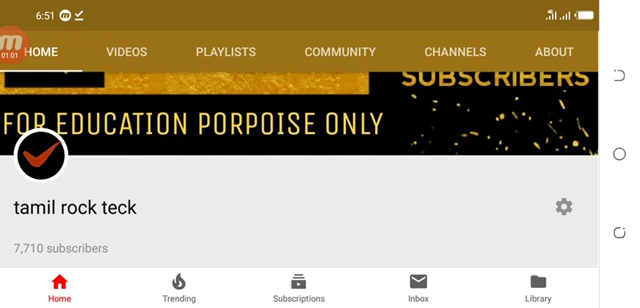 6:51
01:01
HOME VIDEOS PLAYLISTS COMMUNITY CHANNELS ABOUT
SUBSCRIBERS
FOR EDUCATION PORPOISE ONLY
tamil rock teck
7,710 subscribers
Home Trending Subscriptions Inbox Library